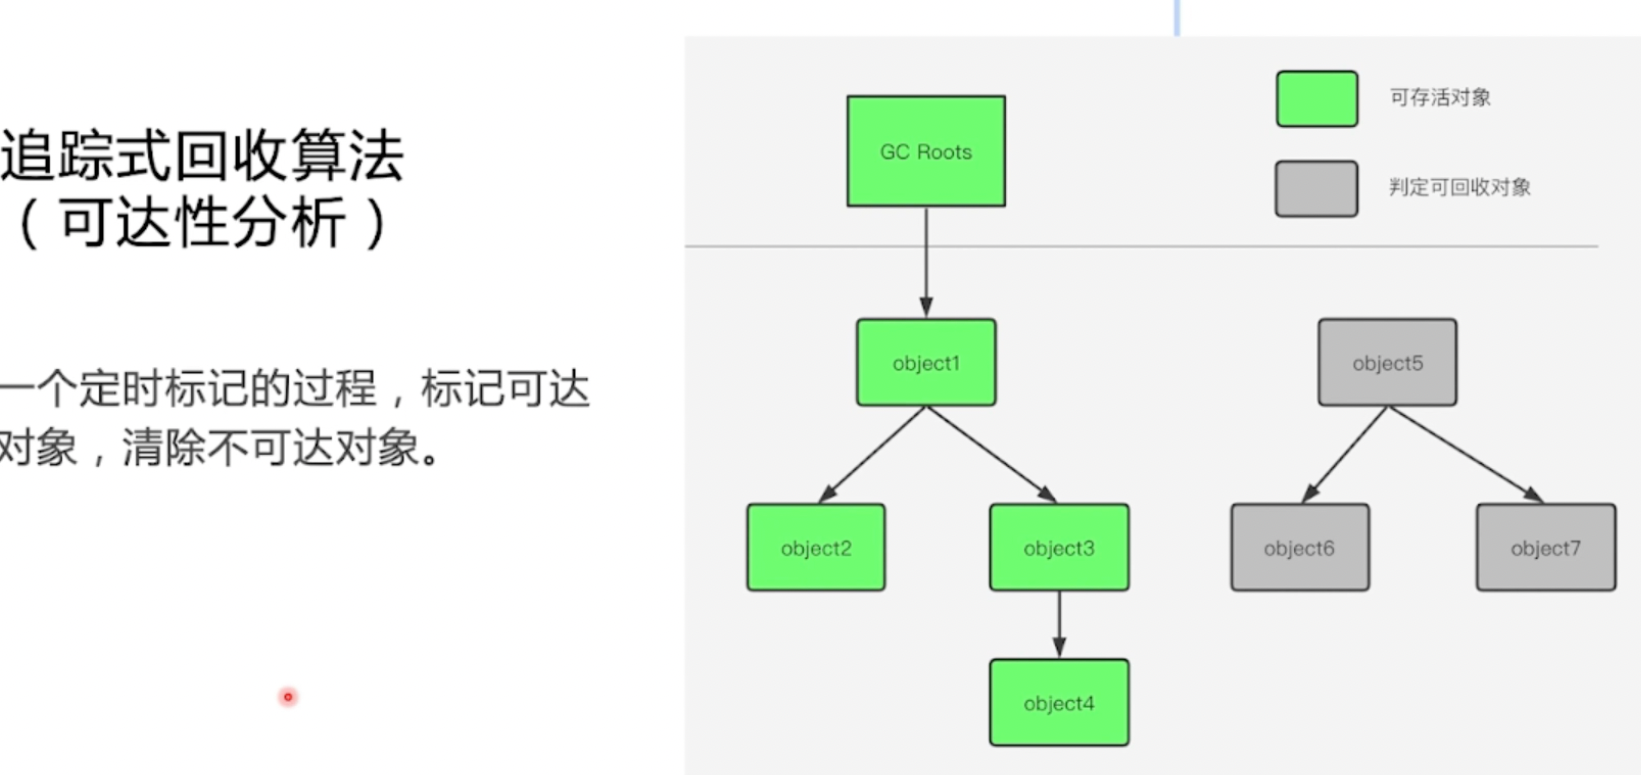 追踪式回收算法
（可达性分析）
一个定时标记的过程，标记可达
对象，清除不可达对象。
GC Roots
可存活对象
判定可回收对象
object1
object5
object2
object3
object6
object7
object4